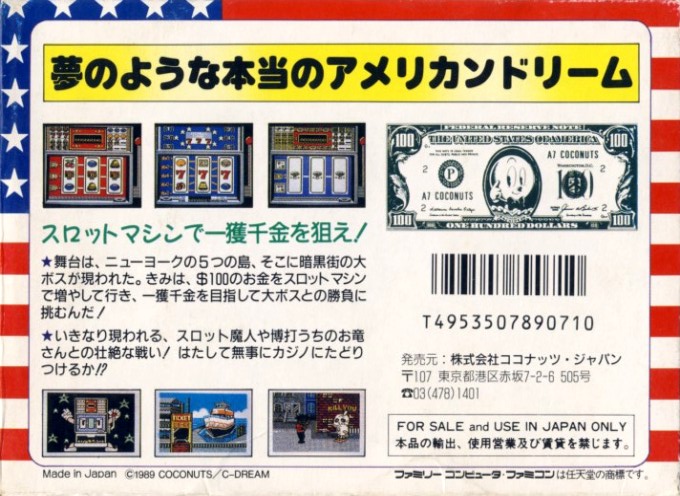 夢のような本当のアメリカンドリーム
FEDERAL RESERVE NOTE
100 THE UNITED STATES OF AMERICA 100
A7 COCONUTS
WASHINGTON, D.C.
2 P 2
A7 COCONUTS
2 2
100 ONE HUNDRED DOLLARS 100
スロットマシンで一獲千金を狙え!
★舞台は、ニューヨークの5つの島、そこに暗黒街の大
ボスが現われた。きみは、$100のお金をスロットマシン
で増やして行き、一獲千金を目指して大ボスとの勝負に
挑むんだ!
★いきなり現われる、スロット魔人や博打うちのお竜
さんとの壮絶な戦い! はたして無事にカジノにたどり
つけるか!?
T4953507890710
発売元:株式会社ココナッツ・ジャパン
〒107 東京都港区赤坂7-2-6 505号
☎03(478)1401
TICKET
FOR SALE and USE IN JAPAN ONLY
本品の輸出、使用営業及び賃貸を禁じます。
Made in Japan ©1989 COCONUTS/C-DREAM
ファミリーコンピュータ・ファミコンは任天堂の商標です。